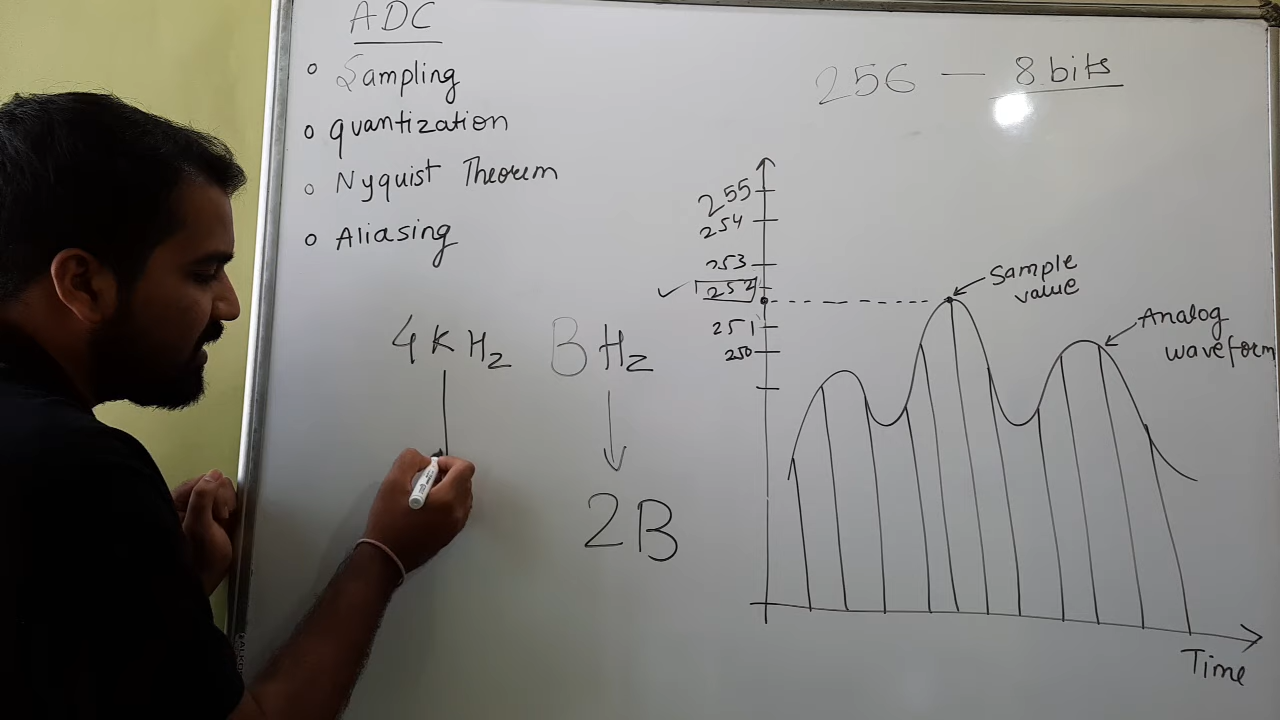 ADC
Sampling
quantization
Nyquist Theorem
Aliasing
4 K Hz
B Hz
2B
256 — 8 bits
255
254
253
252
251
250
Sample
value
Analog
waveform
Time